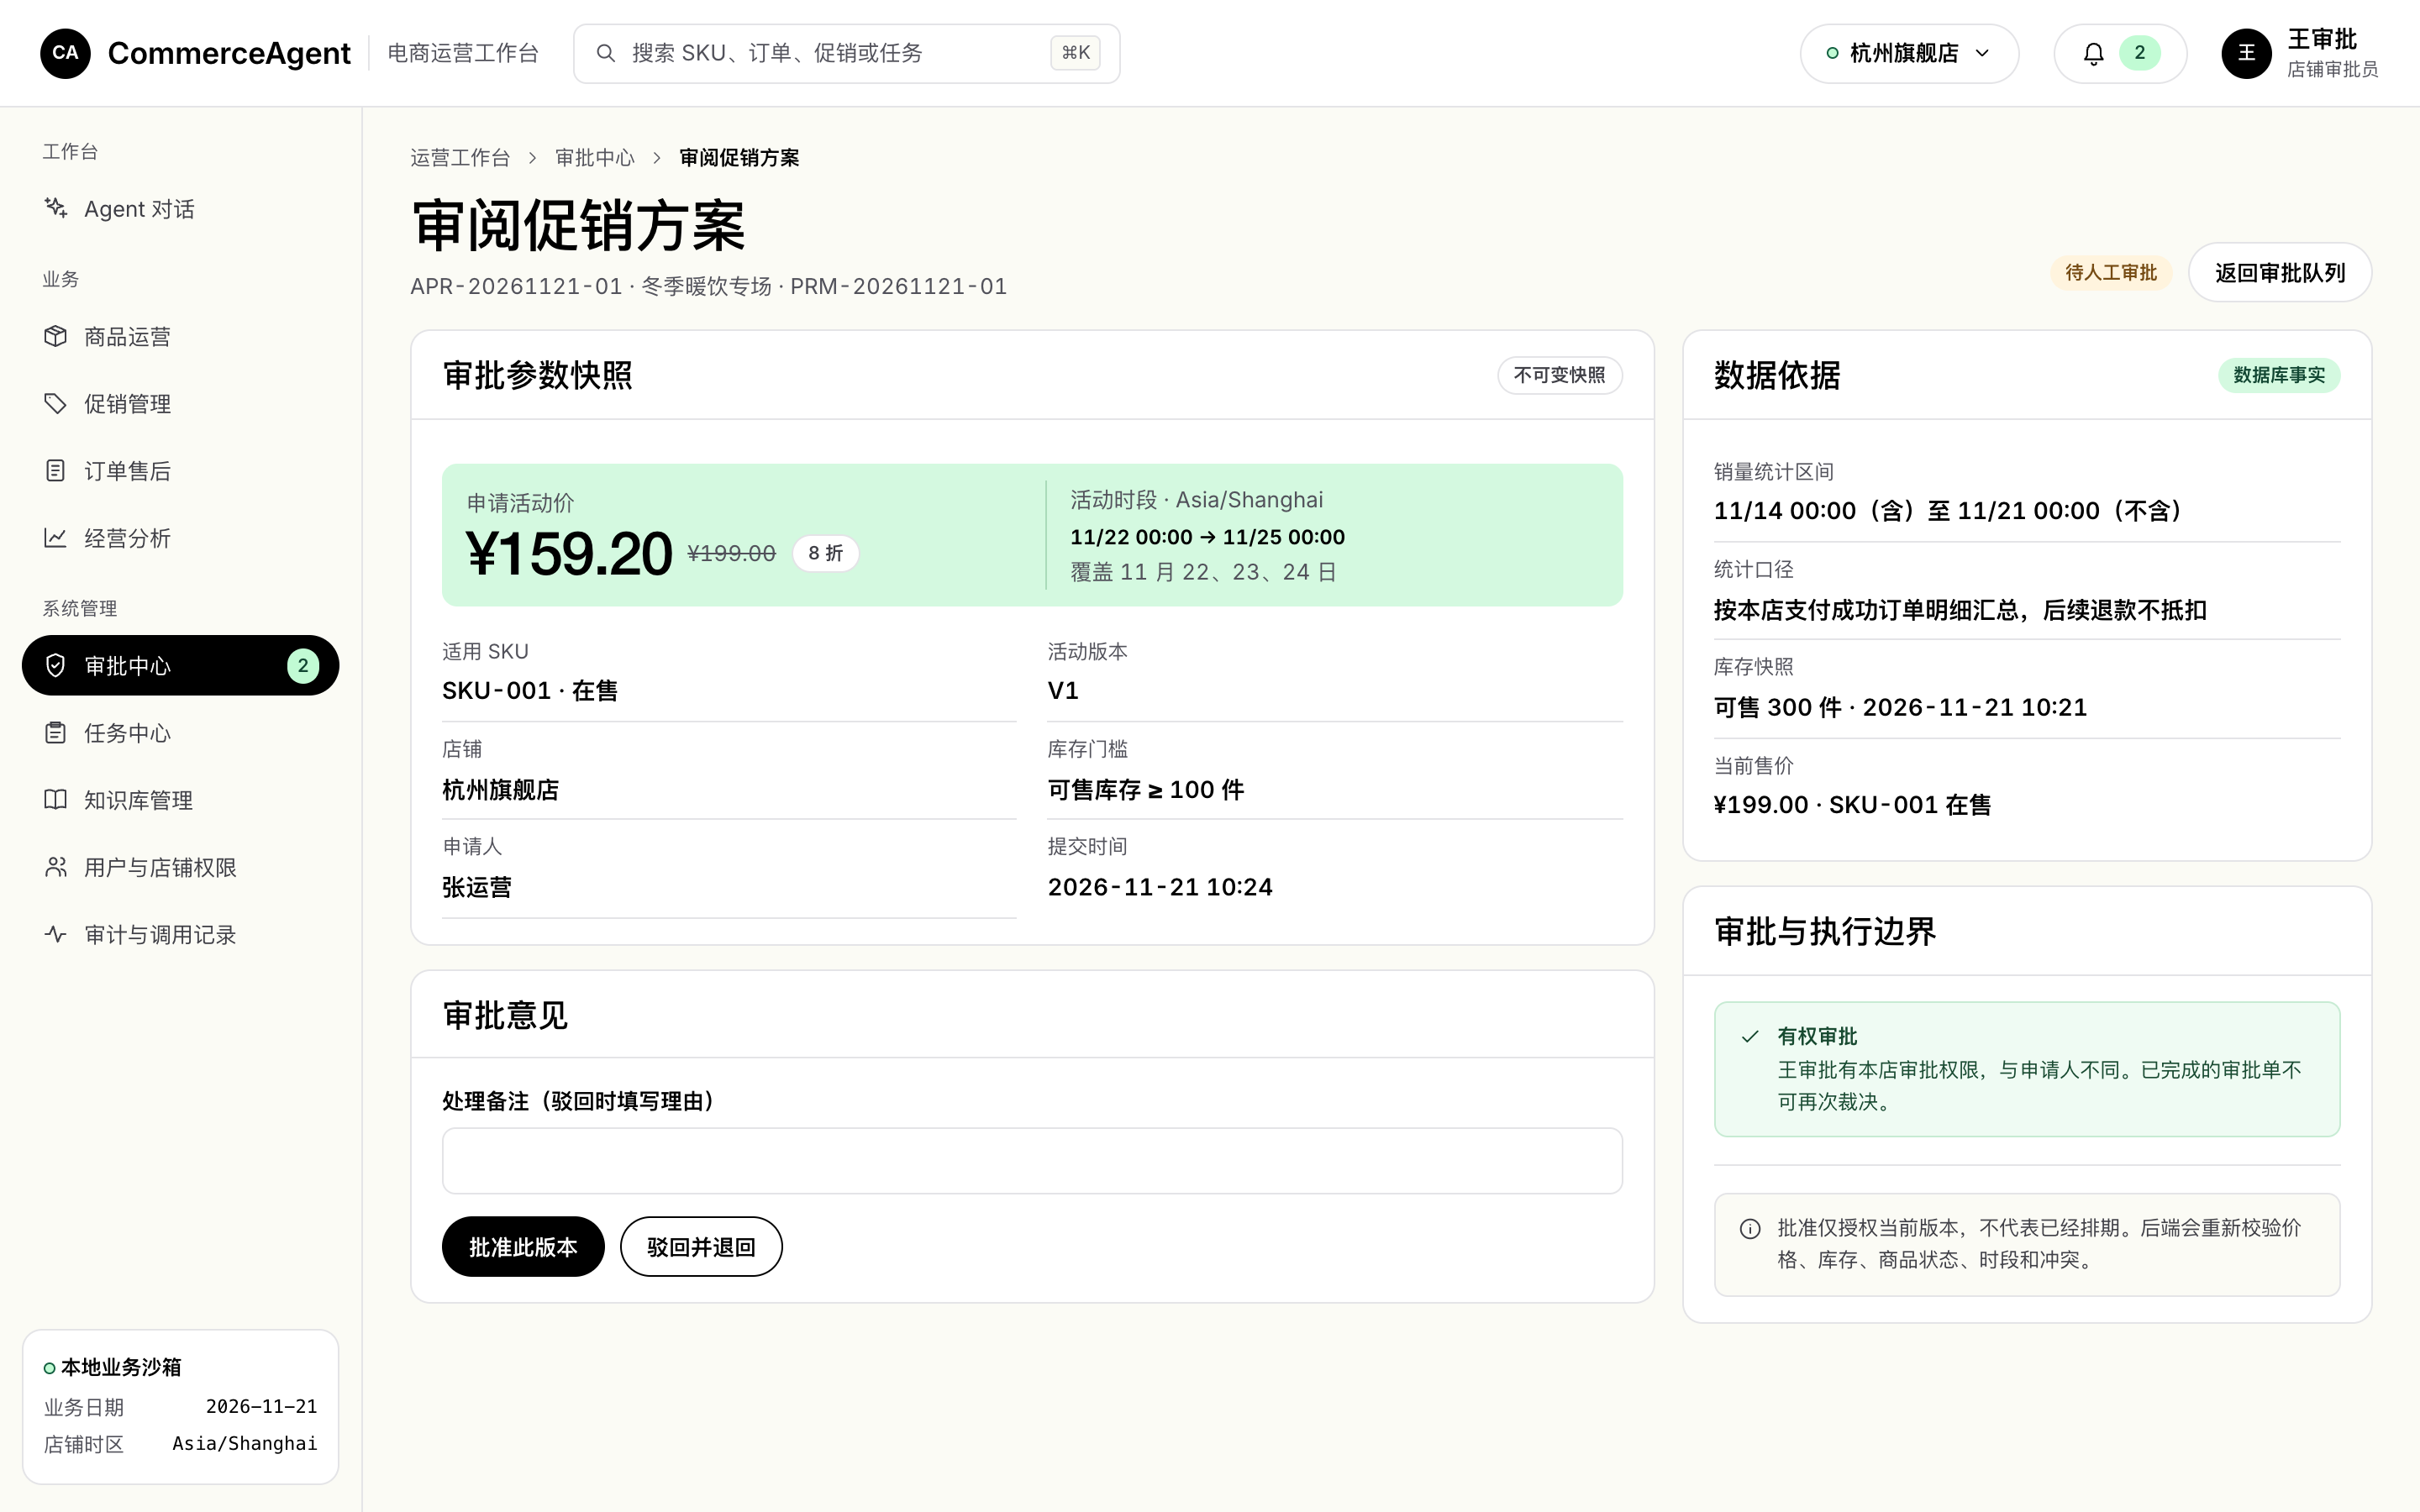 CA CommerceAgent 电商运营工作台
搜索 SKU、订单、促销或任务 ⌘K
杭州旗舰店
2
王 王审批
店铺审批员
工作台
Agent 对话
业务
商品运营
促销管理
订单售后
经营分析
系统管理
审批中心 2
任务中心
知识库管理
用户与店铺权限
审计与调用记录
本地业务沙箱
业务日期 2026-11-21
店铺时区 Asia/Shanghai
运营工作台 > 审批中心 > 审阅促销方案
审阅促销方案
APR-20261121-01 · 冬季暖饮专场 · PRM-20261121-01
待人工审批 返回审批队列
审批参数快照 不可变快照
申请活动价
¥159.20 ¥199.00 8 折
活动时段 · Asia/Shanghai
11/22 00:00 → 11/25 00:00
覆盖 11 月 22、23、24 日
适用 SKU
SKU-001 · 在售
活动版本
V1
店铺
杭州旗舰店
库存门槛
可售库存 ≥ 100 件
申请人
张运营
提交时间
2026-11-21 10:24
审批意见
处理备注（驳回时填写理由）
批准此版本 驳回并退回
数据依据 数据库事实
销量统计区间
11/14 00:00（含）至 11/21 00:00（不含）
统计口径
按本店支付成功订单明细汇总，后续退款不抵扣
库存快照
可售 300 件 · 2026-11-21 10:21
当前售价
¥199.00 · SKU-001 在售
审批与执行边界
有权审批
王审批有本店审批权限，与申请人不同。已完成的审批单不
可再次裁决。
批准仅授权当前版本，不代表已经排期。后端会重新校验价
格、库存、商品状态、时段和冲突。